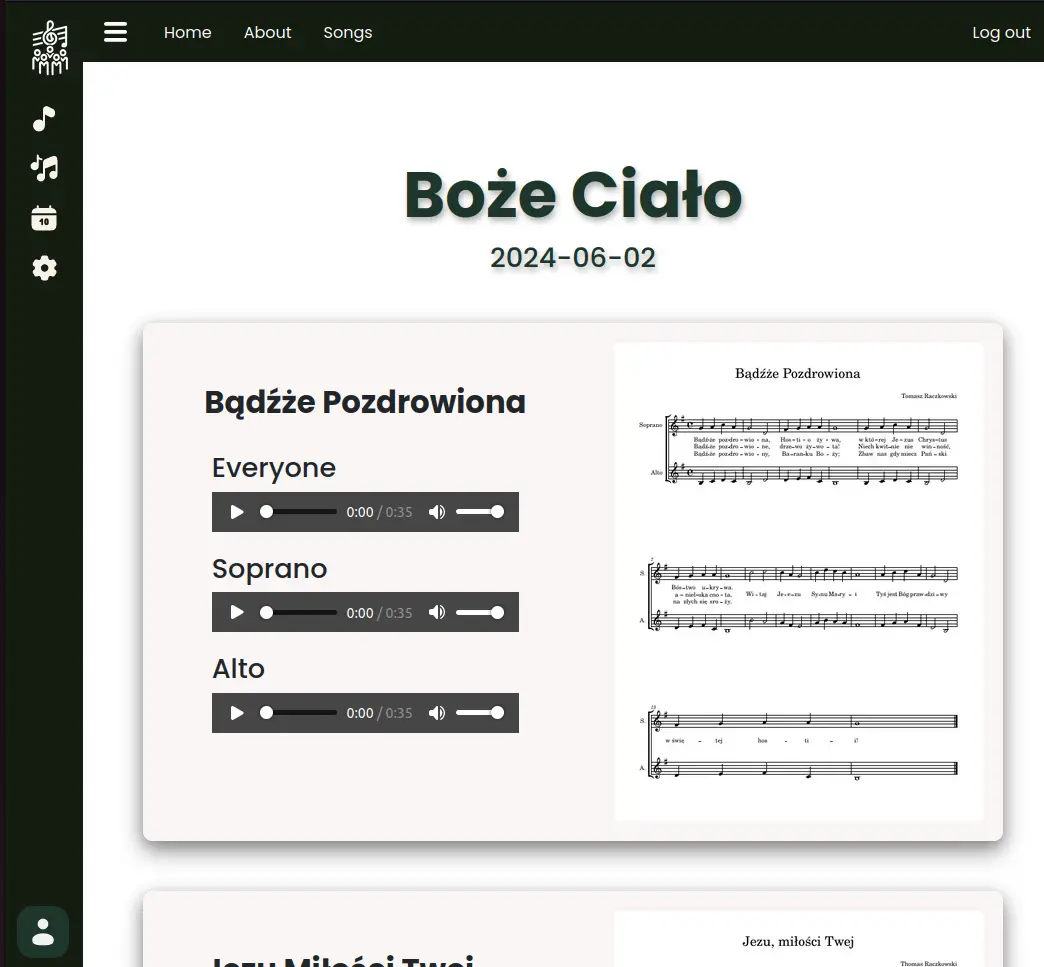 Home About Songs Log out
10
Boże Ciało
2024-06-02
Bądźże Pozdrowiona
Everyone
0:00 / 0:35
Soprano
0:00 / 0:35
Alto
0:00 / 0:35
Bądźże Pozdrowiona
Tomasz Raczkowski
Soprano
Bądźże pozdro-wio-na, Hos-ti-o ży-wa, w któ-rej Je-zus Chrystus
Bądźże pozdro-wio-ne, drze-wo ży-wo-ta! Niech kwit-nie nie win-ność,
Bądźże pozdro-wio-ny, Ba-ran-ku Bo-ży; Zbaw nas gdy miecz Pań-ski
Alto
7
S.
Bós-two u-kry-wa.
a-niel-ska cno-ta. Wi-taj Je-zu Sy-nu Mary-i Tyś jest Bóg praw-dzi-wy
na złych się sro-ży.
A.
S.
w świę - tej hos - ti - i!
A.
Jezu Miłości Twej
Jezu, miłości Twej
Thomas Raczkowski